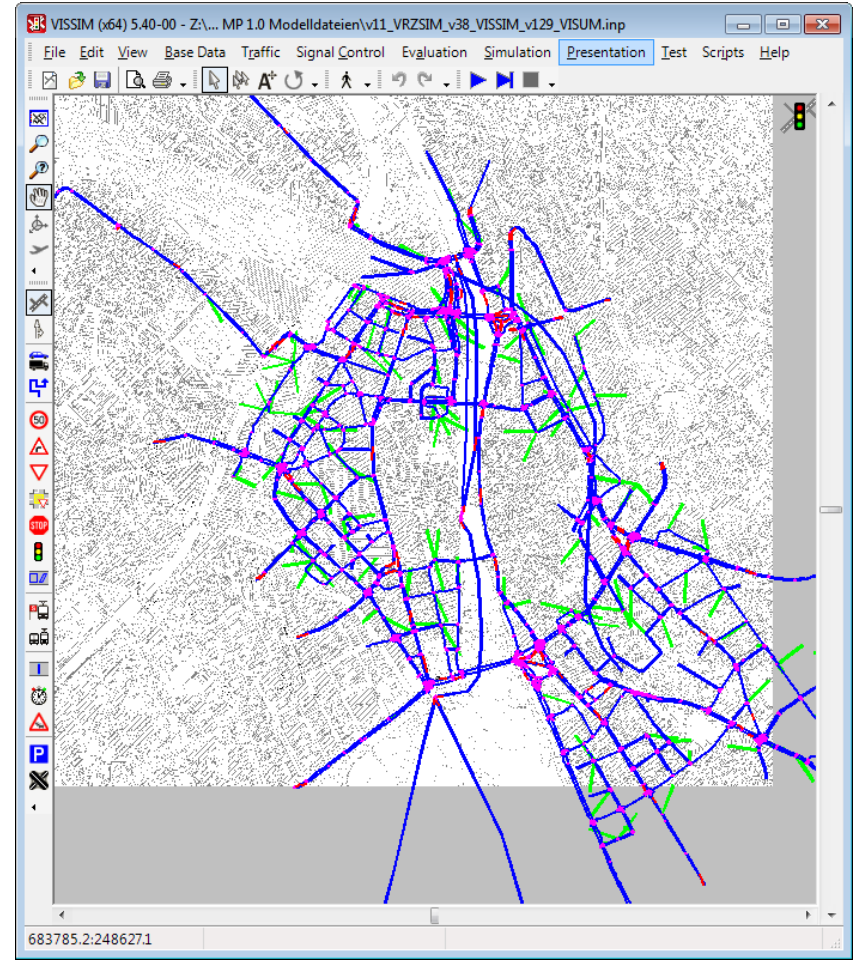 VISSIM (x64) 5.40-00 - Z:\... MP 1.0 Modelldateien\v11_VRZSIM_v38_VISSIM_v129_VISUM.inp
File Edit View Base Data Traffic Signal Control Evaluation Simulation Presentation Test Scripts Help
A+
50
STOP
P
683785.2:248627.1